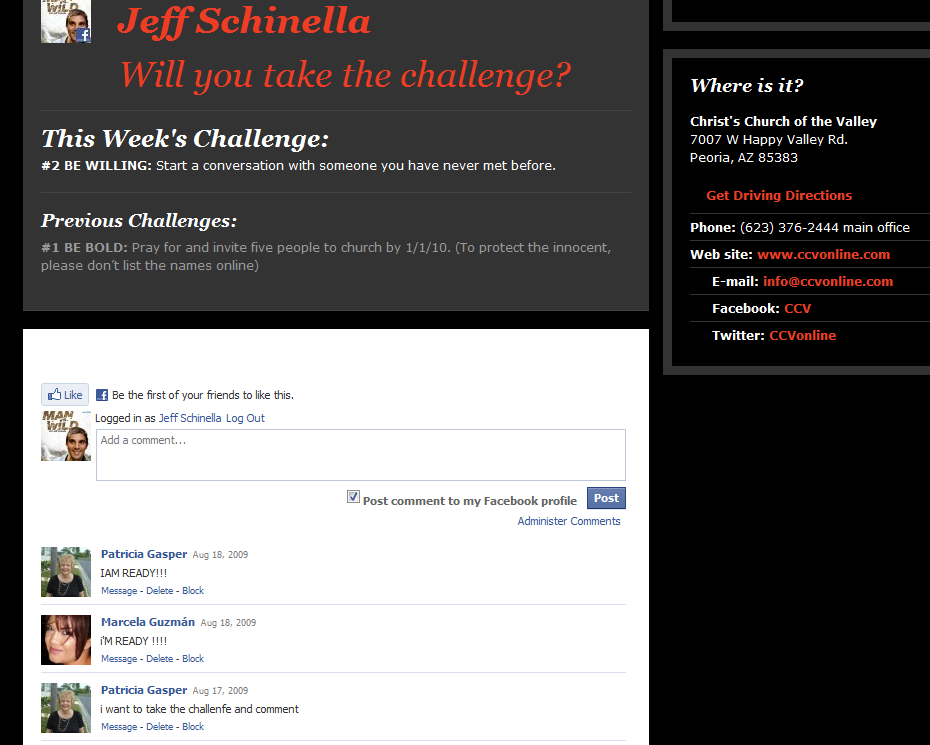 MAN
WILD
Jeff Schinella
Will you take the challenge?
This Week's Challenge:
#2 BE WILLING: Start a conversation with someone you have never met before.
Previous Challenges:
#1 BE BOLD: Pray for and invite five people to church by 1/1/10. (To protect the innocent,
please don't list the names online)
Like
Be the first of your friends to like this.
MAN
WILD
Logged in as Jeff Schinella Log Out
Add a comment...
Post comment to my Facebook profile
Post
Administer Comments
Patricia Gasper Aug 18, 2009
IAM READY!!!
Message - Delete - Block
Marcela Guzmán Aug 18, 2009
i'M READY !!!!
Message - Delete - Block
Patricia Gasper Aug 17, 2009
i want to take the challenfe and comment
Message - Delete - Block
Where is it?
Christ's Church of the Valley
7007 W Happy Valley Rd.
Peoria, AZ 85383
Get Driving Directions
Phone: (623) 376-2444 main office
Web site: www.ccvonline.com
E-mail: info@ccvonline.com
Facebook: CCV
Twitter: CCVonline